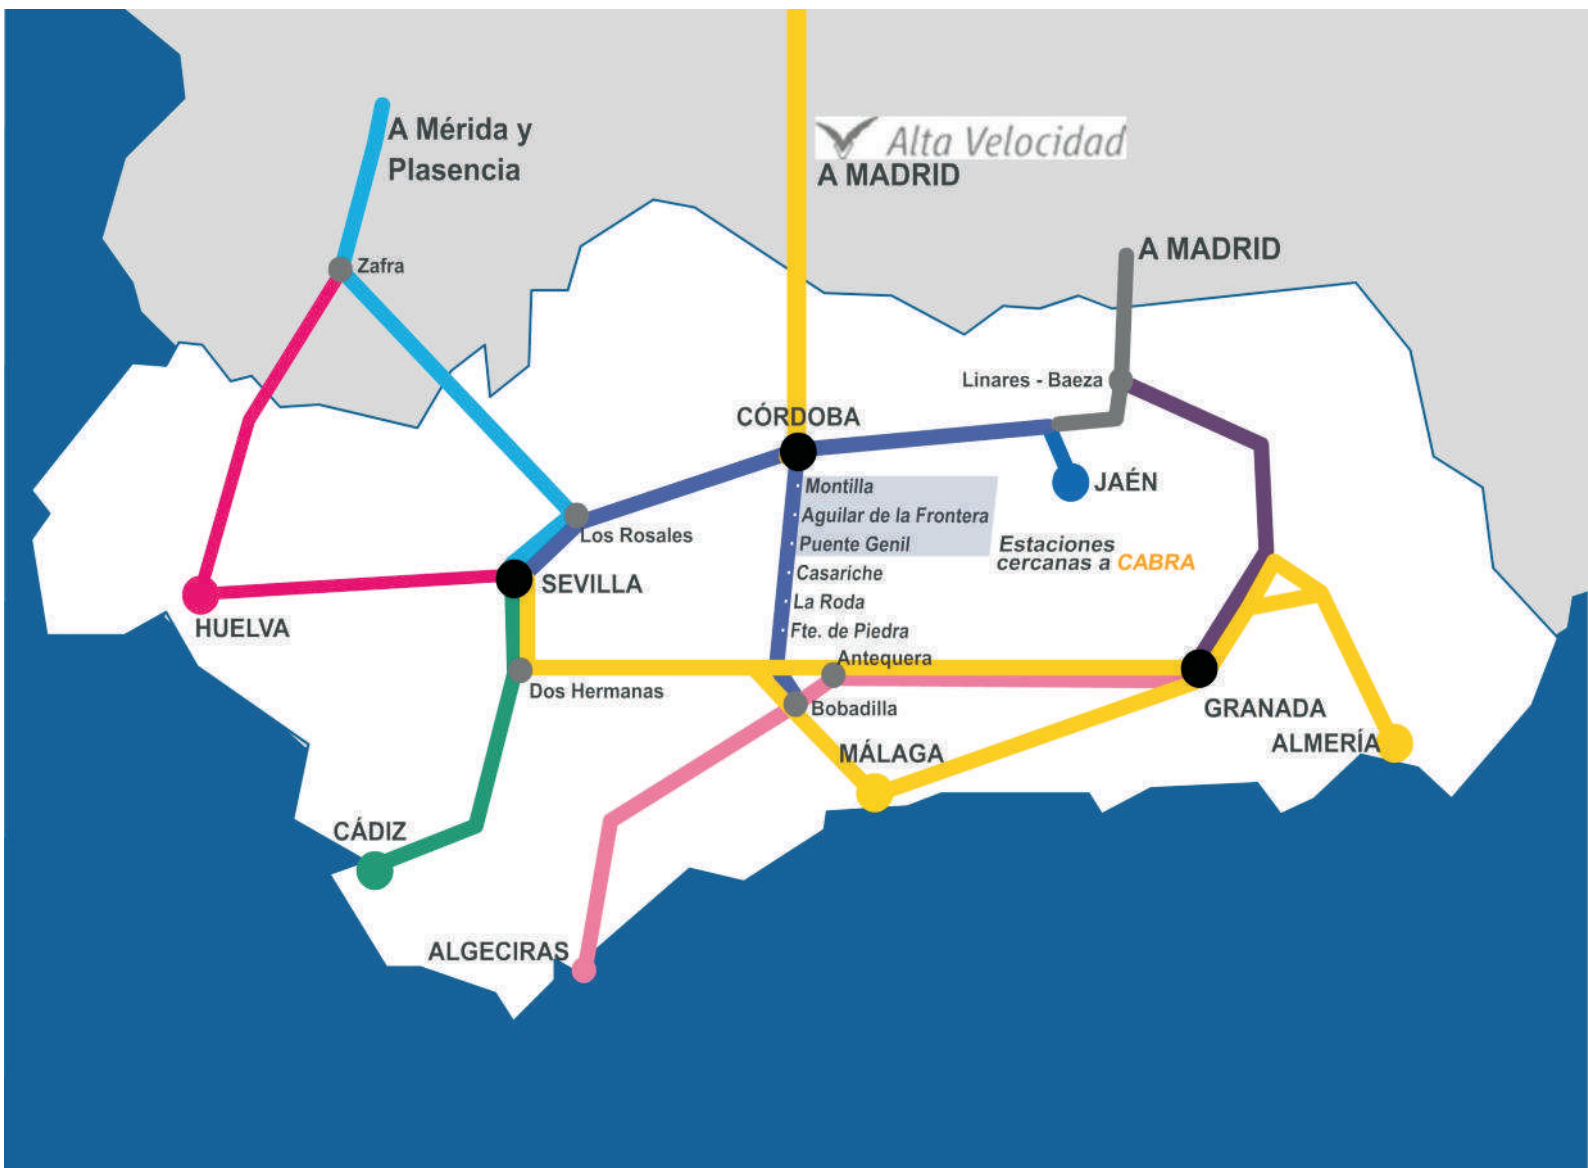 A Mérida y
Plasencia
Alta Velocidad
A MADRID
A MADRID
Zafra
Linares - Baeza
CÓRDOBA
JAÉN
Montilla
Aguilar de la Frontera
Puente Genil
Estaciones
cercanas a CABRA
Los Rosales
Casariche
SEVILLA
La Roda
HUELVA
Fte. de Piedra
Antequera
Dos Hermanas
Bobadilla
GRANADA
ALMERÍA
MÁLAGA
CÁDIZ
ALGECIRAS